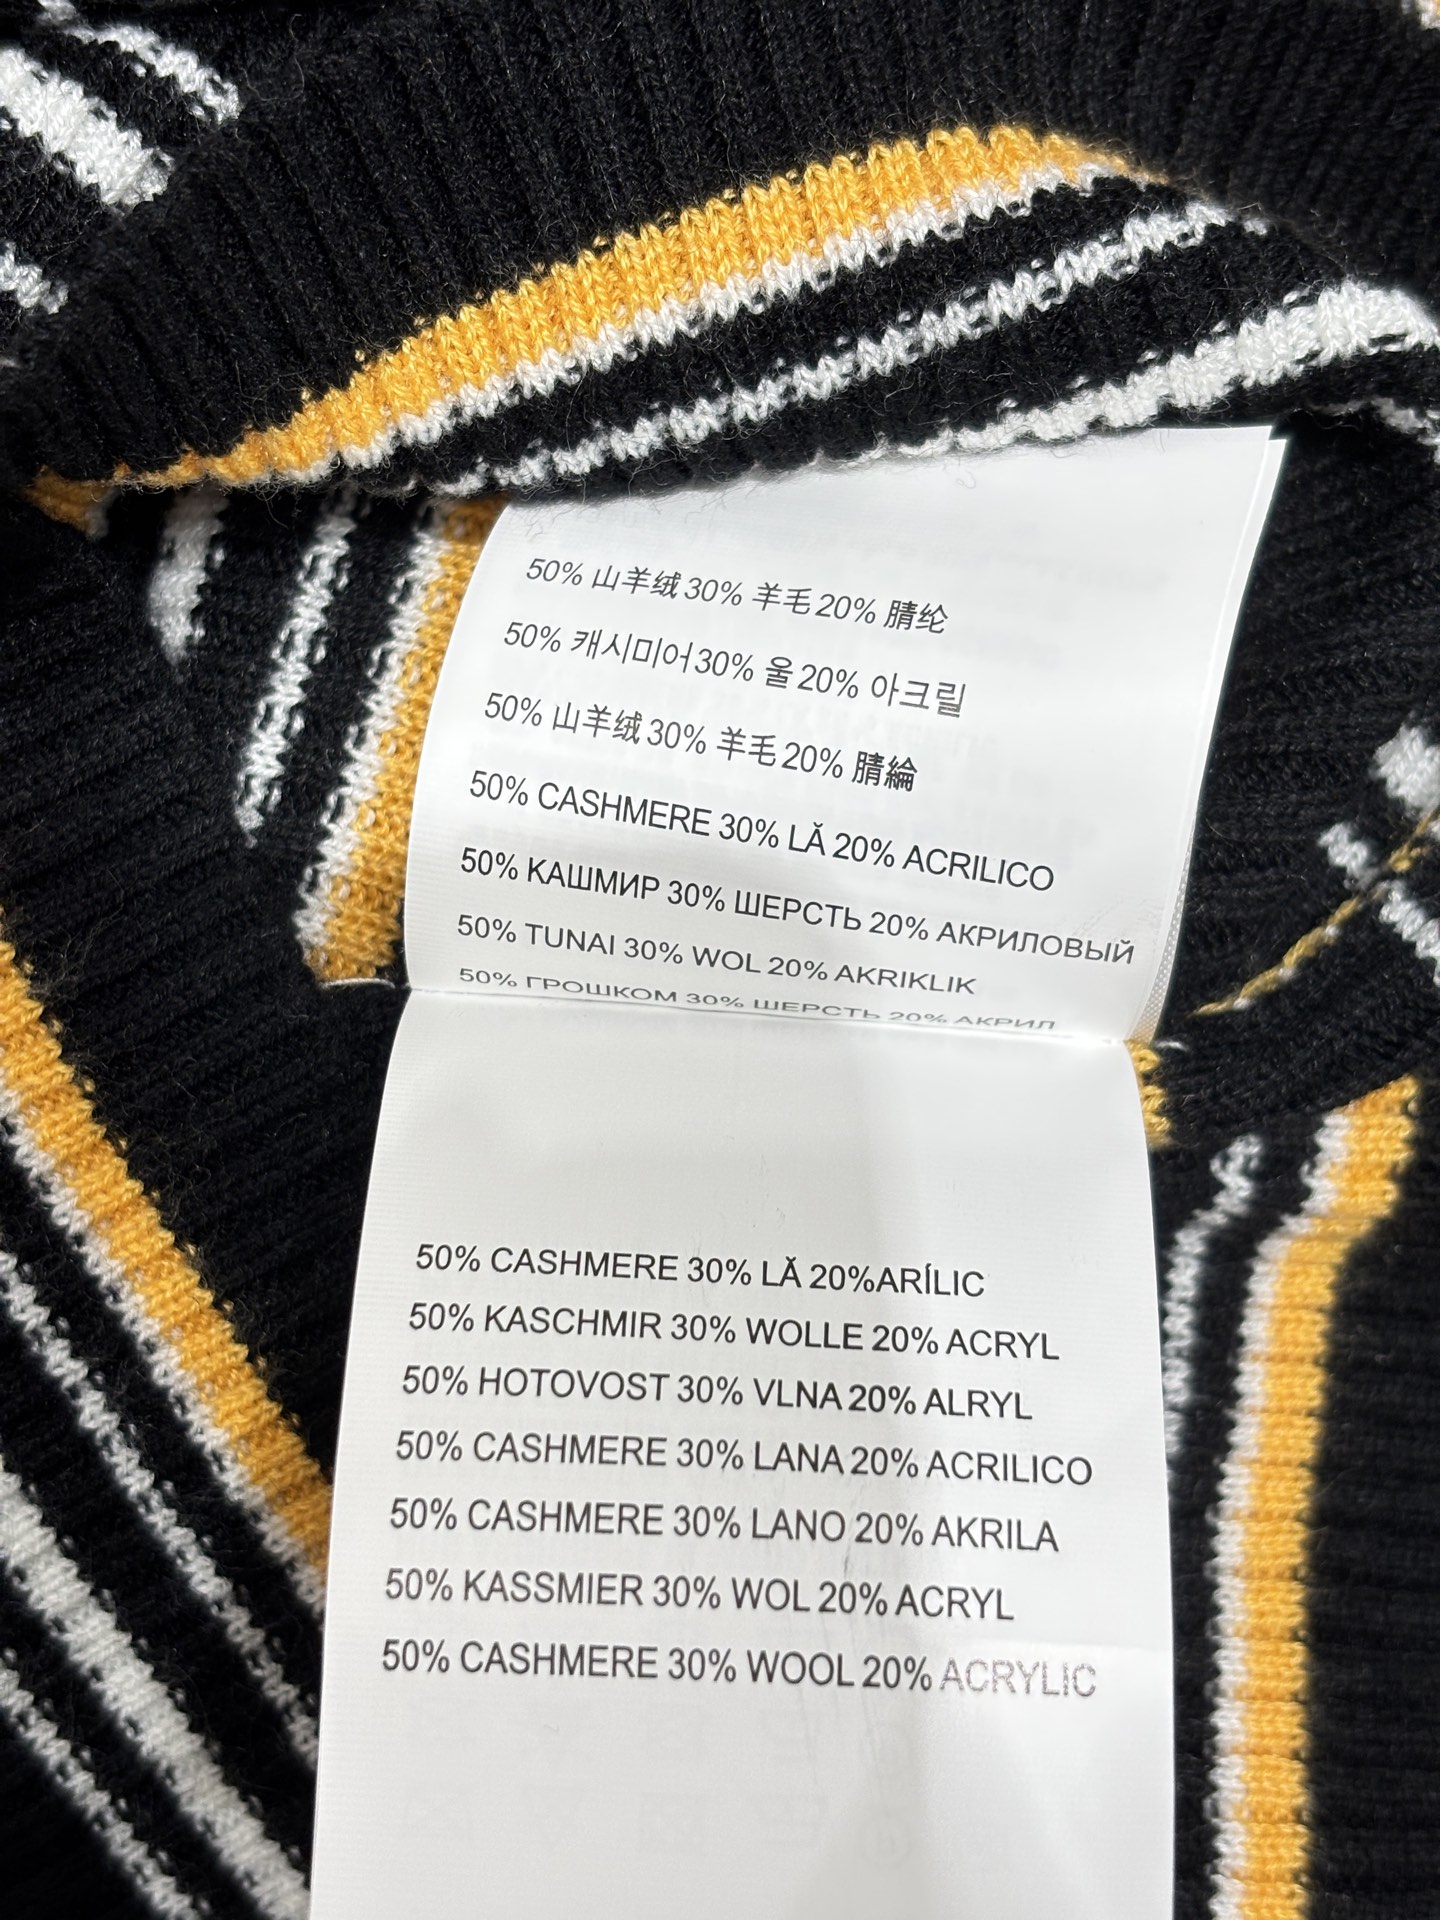 50% 山羊绒 30% 羊毛 20% 腈纶
50% 캐시미어 30% 울 20% 아크릴
50% 山羊绒 30% 羊毛 20% 腈綸
50% CASHMERE 30% LĂ 20% ACRILICO
50% КАШМИР 30% ШЕРСТЬ 20% АКРИЛОВЫЙ
50% TUNAI 30% WOL 20% AKRIKLIK
50% ГРОШКОМ 30% ШЕРСТЬ 20% АКРИЛ
50% CASHMERE 30% LĂ 20%ARÍLIC
50% KASCHMIR 30% WOLLE 20% ACRYL
50% HOTOVOST 30% VLNA 20% ALRYL
50% CASHMERE 30% LANA 20% ACRILICO
50% CASHMERE 30% LANO 20% AKRILA
50% KASSMIER 30% WOL 20% ACRYL
50% CASHMERE 30% WOOL 20% ACRYLIC